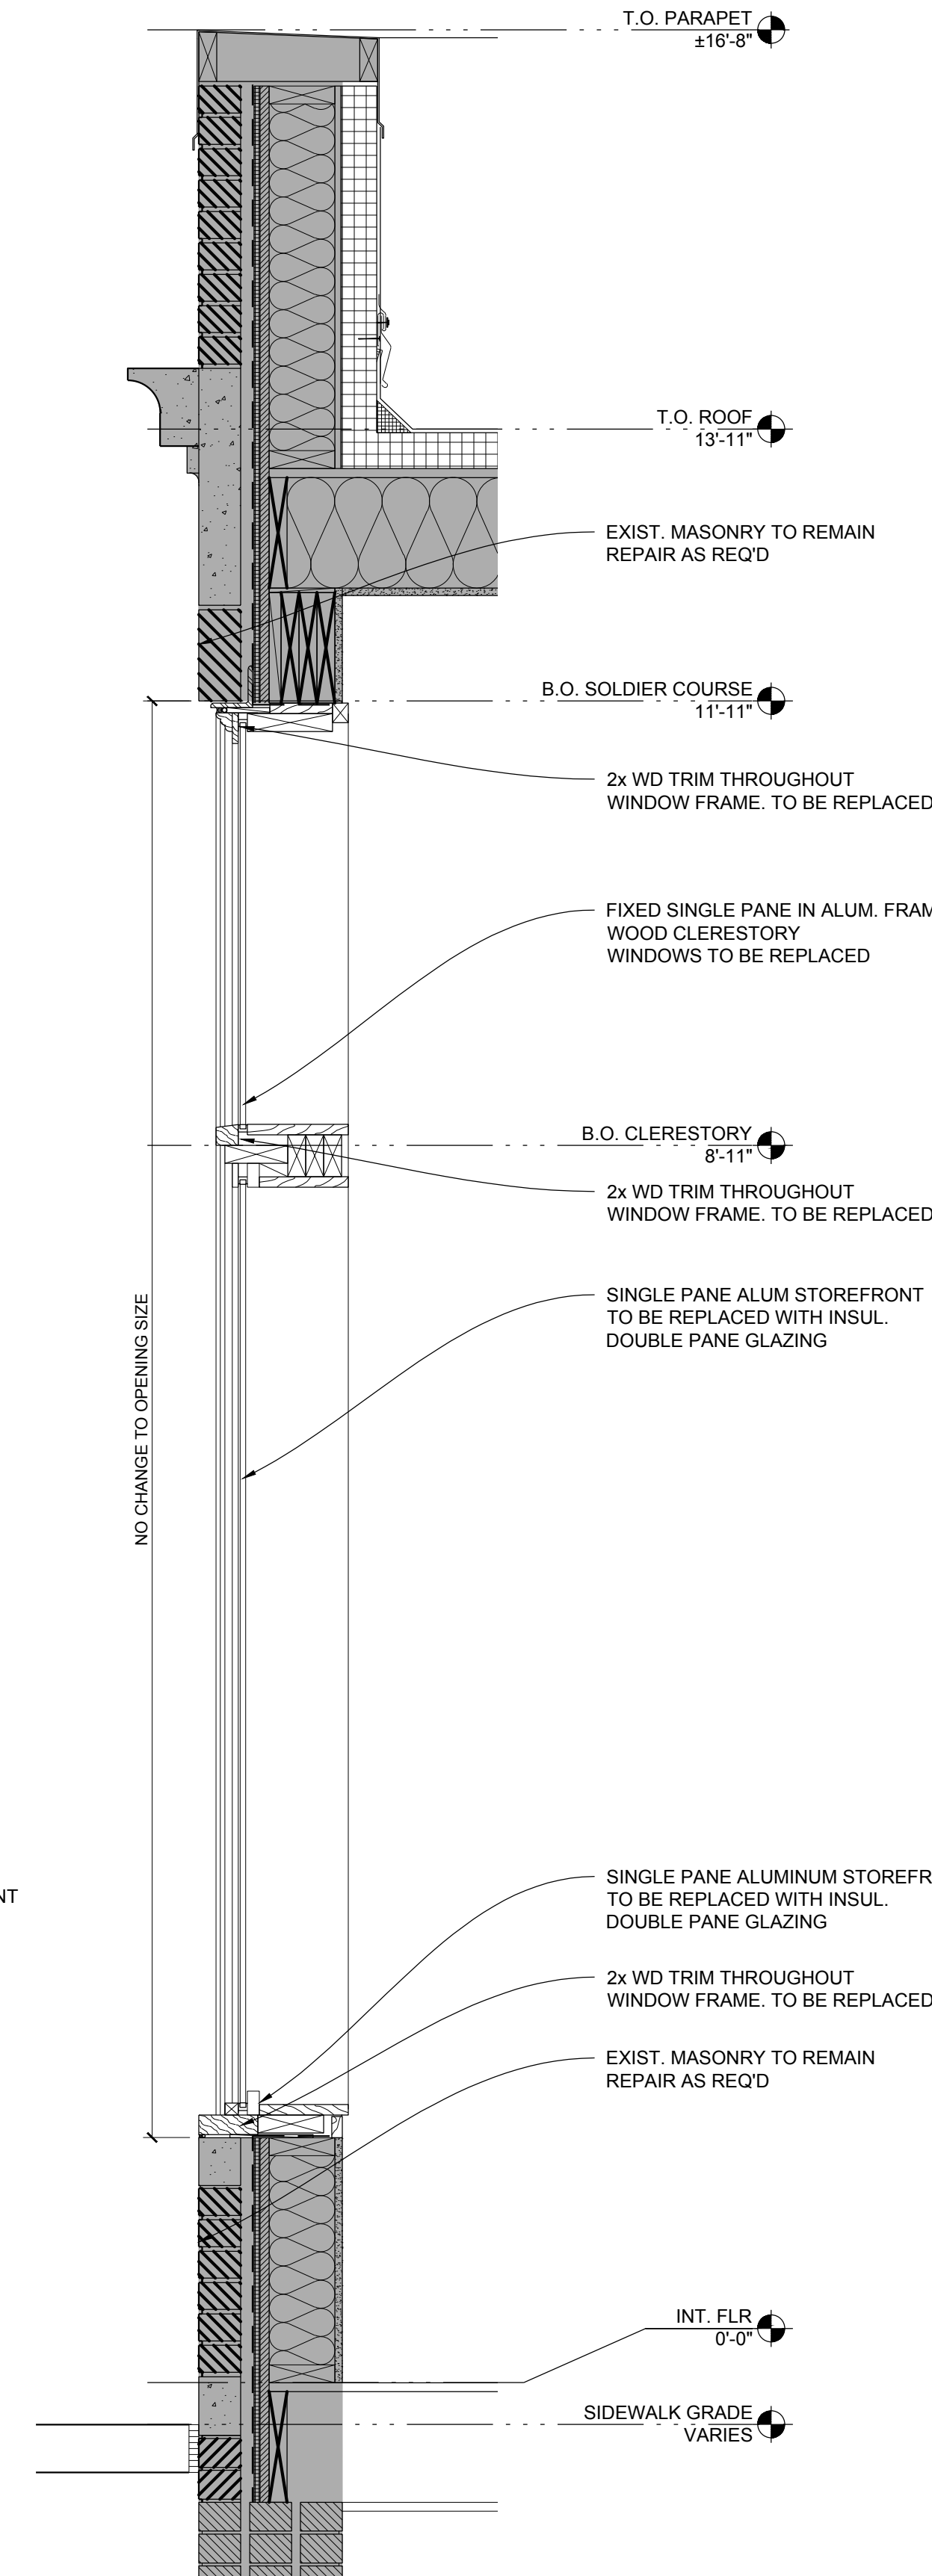 T.O. PARAPET
±16'-8"
T.O. ROOF
13'-11"
EXIST. MASONRY TO REMAIN
REPAIR AS REQ'D
B.O. SOLDIER COURSE
11'-11"
2x WD TRIM THROUGHOUT
WINDOW FRAME. TO BE REPLACED
FIXED SINGLE PANE IN ALUM. FRAM
WOOD CLERESTORY
WINDOWS TO BE REPLACED
B.O. CLERESTORY
8'-11"
2x WD TRIM THROUGHOUT
WINDOW FRAME. TO BE REPLACED
SINGLE PANE ALUM STOREFRONT
TO BE REPLACED WITH INSUL.
DOUBLE PANE GLAZING
NO CHANGE TO OPENING SIZE
NT
SINGLE PANE ALUMINUM STOREFR
TO BE REPLACED WITH INSUL.
DOUBLE PANE GLAZING
2x WD TRIM THROUGHOUT
WINDOW FRAME. TO BE REPLACED
EXIST. MASONRY TO REMAIN
REPAIR AS REQ'D
INT. FLR
0'-0"
SIDEWALK GRADE
VARIES